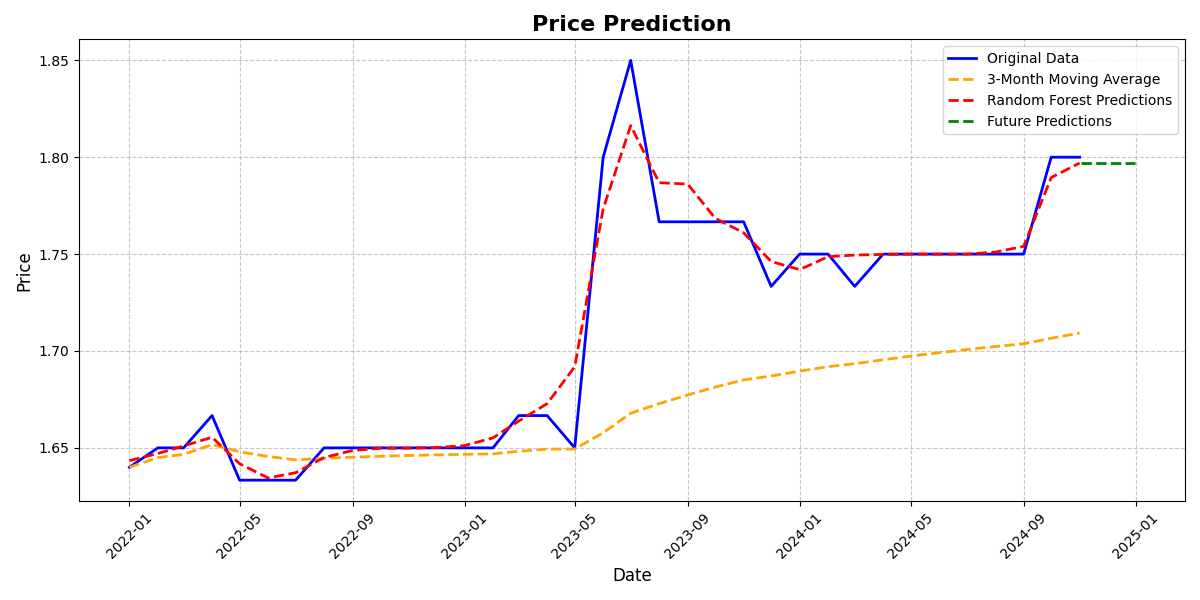 Price Prediction
Original Data
3-Month Moving Average
Random Forest Predictions
Future Predictions
Price
1.85
1.80
1.75
1.70
1.65
2022-01
2022-05
2022-09
2023-01
2023-05
2023-09
2024-01
2024-05
2024-09
2025-01
Date